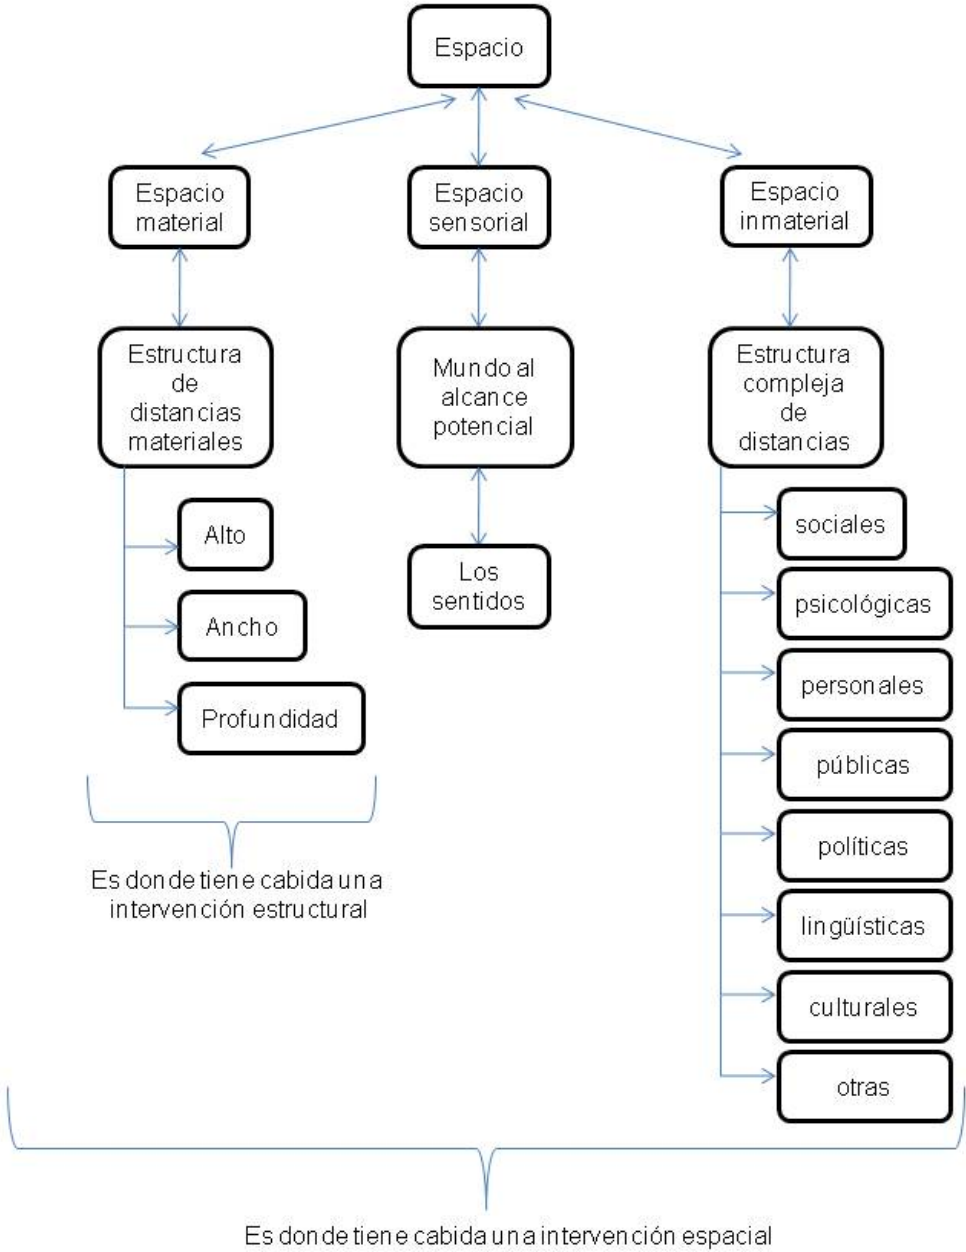 Espacio
Espacio
material
Espacio
sensorial
Espacio
inmaterial
Estructura
de
distancias
materiales
Mundo al
alcance
potencial
Estructura
compleja
de
distancias
Alto
Ancho
Profundidad
Los
sentidos
sociales
psicológicas
personales
públicas
políticas
lingüísticas
culturales
otras
Es donde tiene cabida una
intervención estructural
Es donde tiene cabida una intervención espacial